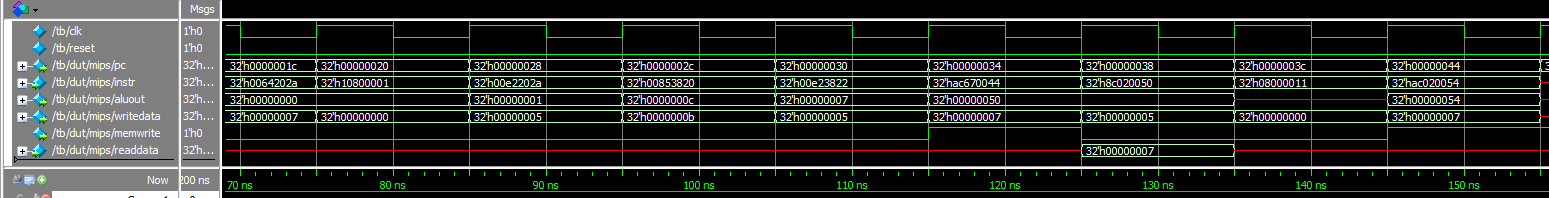 Msgs
/tb/clk 1'h0
/tb/reset 1'h0
/tb/dut/mips/pc 32'h... 32'h0000001c 32'h00000020 32'h00000028 32'h0000002c 32'h00000030 32'h00000034 32'h00000038 32'h0000003c 32'h00000044
/tb/dut/mips/instr 32'h... 32'h0064202a 32'h10800001 32'h00e2202a 32'h00853820 32'h00e23822 32'hac670044 32'h8c020050 32'h08000011 32'hac020054
/tb/dut/mips/aluout 32'h... 32'h00000000 32'h00000001 32'h0000000c 32'h00000007 32'h00000050 32'h00000054
/tb/dut/mips/writedata 32'h... 32'h00000007 32'h00000000 32'h00000005 32'h0000000b 32'h00000005 32'h00000007 32'h00000005 32'h00000000 32'h00000007
/tb/dut/mips/memwrite 1'h0
/tb/dut/mips/readdata 32'h... 32'h00000007
Now 200 ns 70 ns 80 ns 90 ns 100 ns 110 ns 120 ns 130 ns 140 ns 150 ns